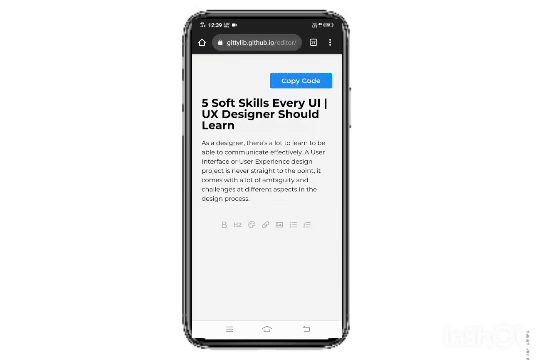 12:39
gittylib.github.io/editor/
Copy Code
5 Soft Skills Every UI |
UX Designer Should
Learn
As a designer, there's a lot to learn to be
able to communicate effectively. A User
Interface or User Experience design
project is never straight to the point, it
comes with a lot of ambiguity and
challenges at different aspects in the
design process.
B H2
InShot